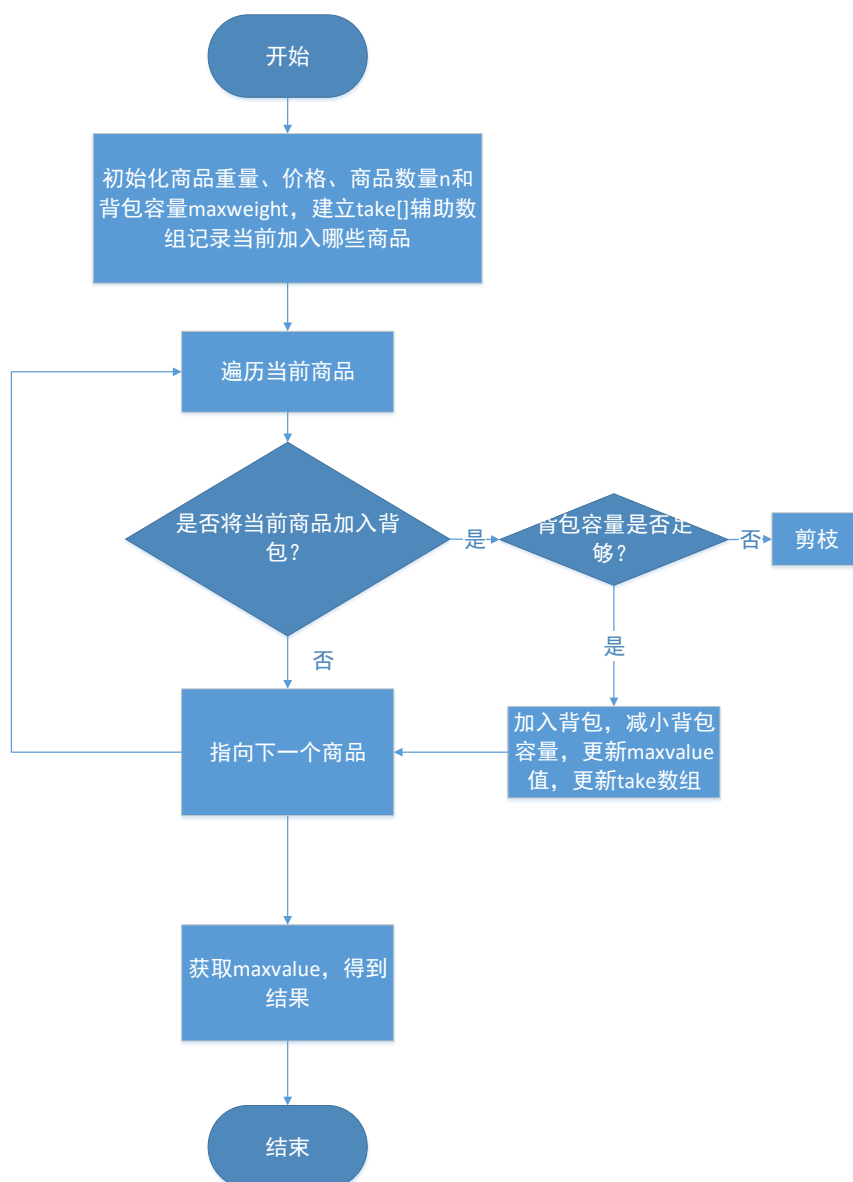 开始
初始化商品重量、价格、商品数量n和
背包容量maxweight，建立take[]辅助数
组记录当前加入哪些商品
遍历当前商品
是否将当前商品加入背
包？
是
背包容量是否足
够？
否
剪枝
否
是
指向下一个商品
加入背包，减小背包
容量，更新maxvalue
值，更新take数组
获取maxvalue，得到
结果
结束